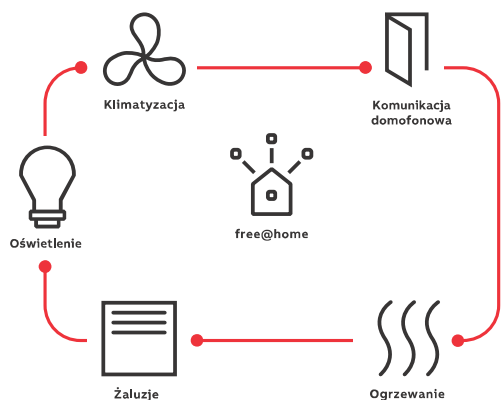 Klimatyzacja
Komunikacja
domofonowa
Oświetlenie
free@home
Żaluzje
Ogrzewanie